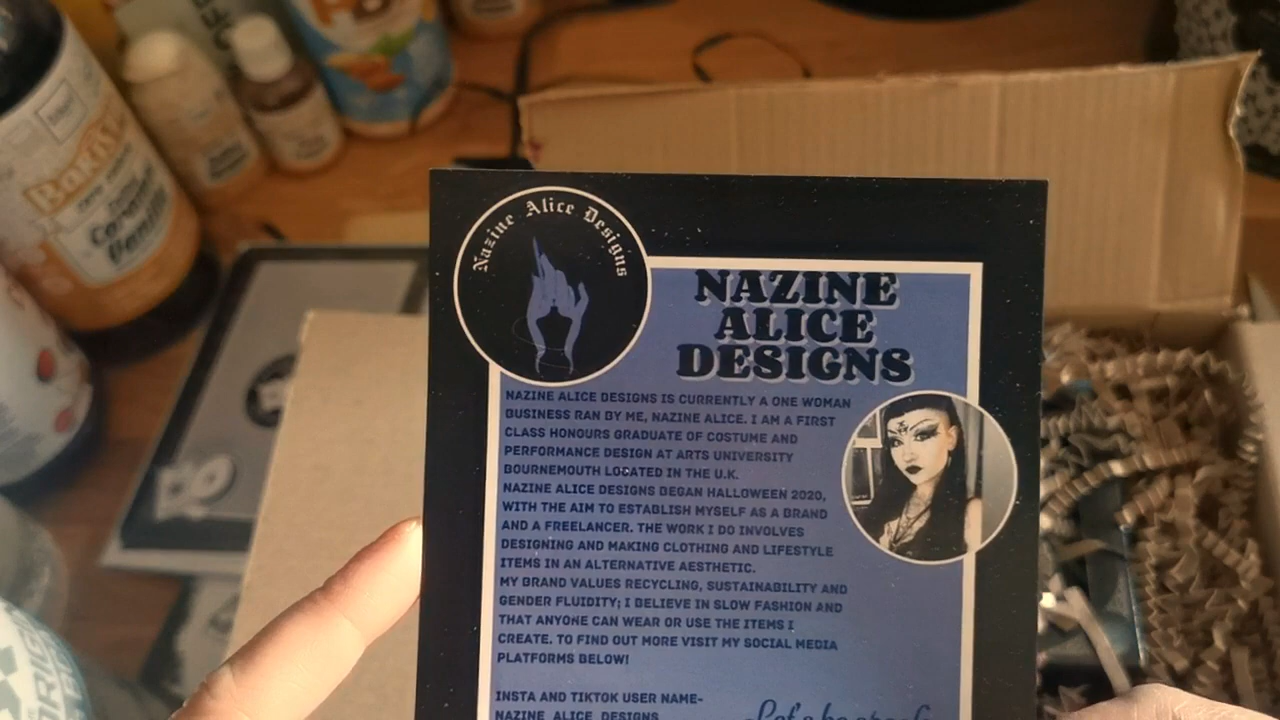 Nazine Alice Designs
NAZINE
ALICE
DESIGNS
NAZINE ALICE DESIGNS IS CURRENTLY A ONE WOMAN
BUSINESS RAN BY ME, NAZINE ALICE. I AM A FIRST
CLASS HONOURS GRADUATE OF COSTUME AND
PERFORMANCE DESIGN AT ARTS UNIVERSITY
BOURNEMOUTH LOCATED IN THE U.K.
NAZINE ALICE DESIGNS BEGAN HALLOWEEN 2020,
WITH THE AIM TO ESTABLISH MYSELF AS A BRAND
AND A FREELANCER. THE WORK I DO INVOLVES
DESIGNING AND MAKING CLOTHING AND LIFESTYLE
ITEMS IN AN ALTERNATIVE AESTHETIC.
MY BRAND VALUES RECYCLING, SUSTAINABILITY AND
GENDER FLUIDITY; I BELIEVE IN SLOW FASHION AND
THAT ANYONE CAN WEAR OR USE THE ITEMS I
CREATE. TO FIND OUT MORE VISIT MY SOCIAL MEDIA
PLATFORMS BELOW!
INSTA AND TIKTOK USER NAME-
NAZINE_ALICE_DESIGNS
Let's be
Caramel